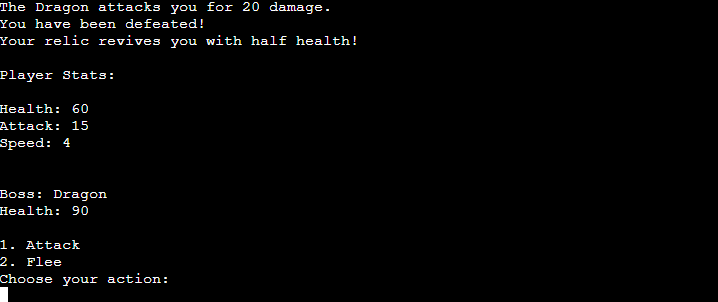 The Dragon attacks you for 20 damage.
You have been defeated!
Your relic revives you with half health!
Player Stats:
Health: 60
Attack: 15
Speed: 4
Boss: Dragon
Health: 90
1. Attack
2. Flee
Choose your action: